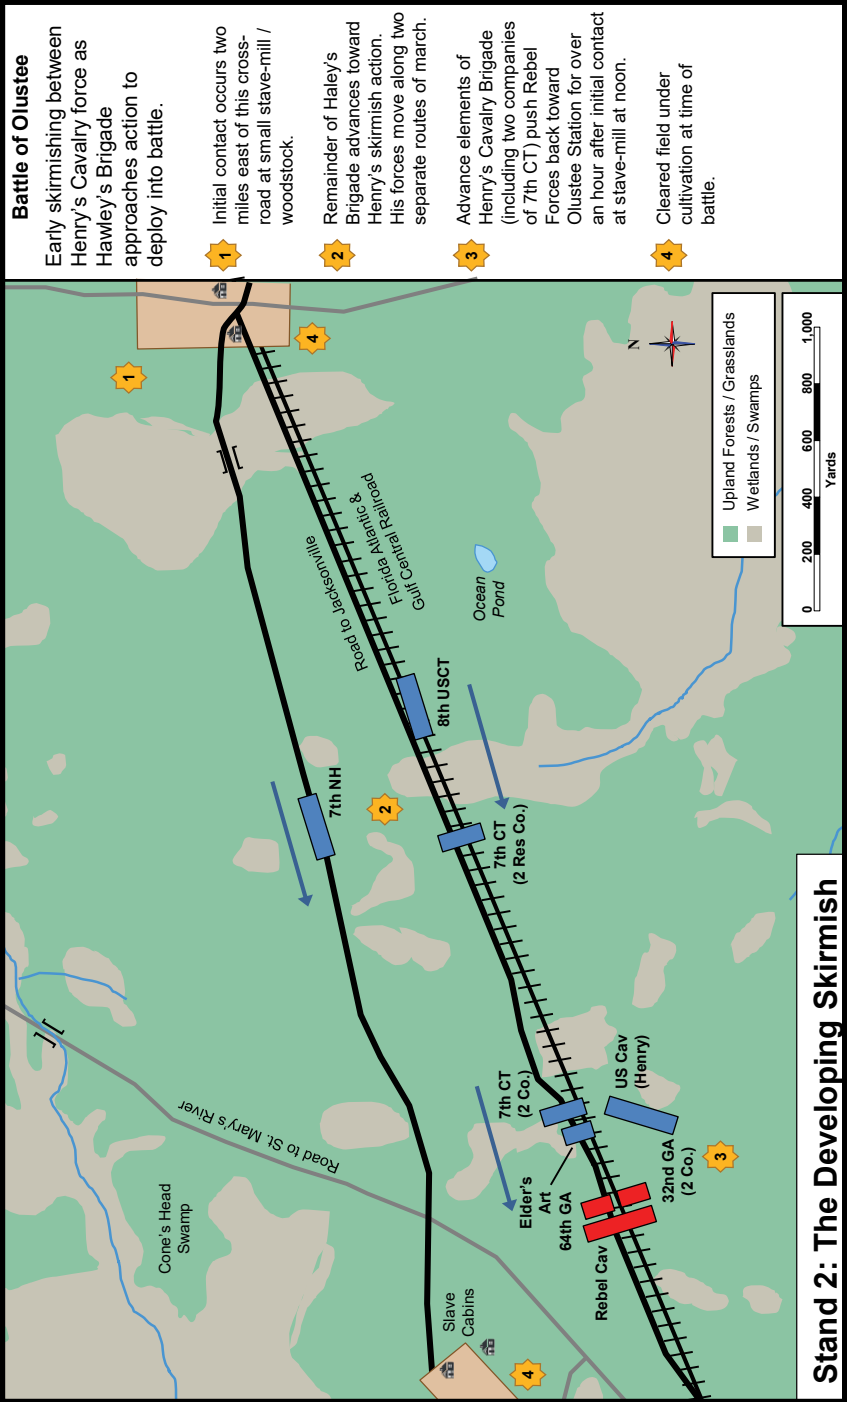 Battle of Olustee
Early skirmishing between
Henry's Cavalry force as
Hawley's Brigade
approaches action to
deploy into battle.
1
Initial contact occurs two
miles east of this cross-
road at small stave-mill /
woodstock.
2
Remainder of Haley's
Brigade advances toward
Henry's skirmish action.
His forces move along two
separate routes of march.
3
Advance elements of
Henry's Cavalry Brigade
(including two companies
of 7th CT) push Rebel
Forces back toward
Olustee Station for over
an hour after initial contact
at stave-mill at noon.
4
Cleared field under
cultivation at time of
battle.
1
4
Road to Jacksonville
Florida Atlantic &
Gulf Central Railroad
Ocean
Pond
8th USCT
7th NH
2
7th CT
(2 Res Co.)
7th CT
(2 Co.)
US Cav
(Henry)
Elder's
Art
64th GA
32nd GA
(2 Co.)
3
Rebel Cav
Road to St. Mary's River
Cone's Head
Swamp
Slave
Cabins
4
N
Upland Forests / Grasslands
Wetlands / Swamps
0 200 400 600 800 1,000
Yards
Stand 2: The Developing Skirmish